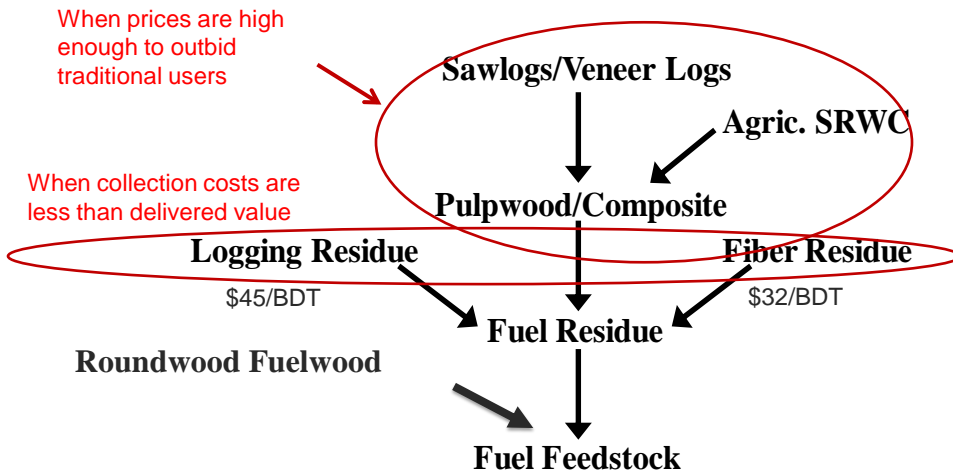 When prices are high
enough to outbid
traditional users
Sawlogs/Veneer Logs
Agric. SRWC
When collection costs are
less than delivered value
Pulpwood/Composite
Logging Residue
Fiber Residue
$45/BDT
$32/BDT
Fuel Residue
Roundwood Fuelwood
Fuel Feedstock